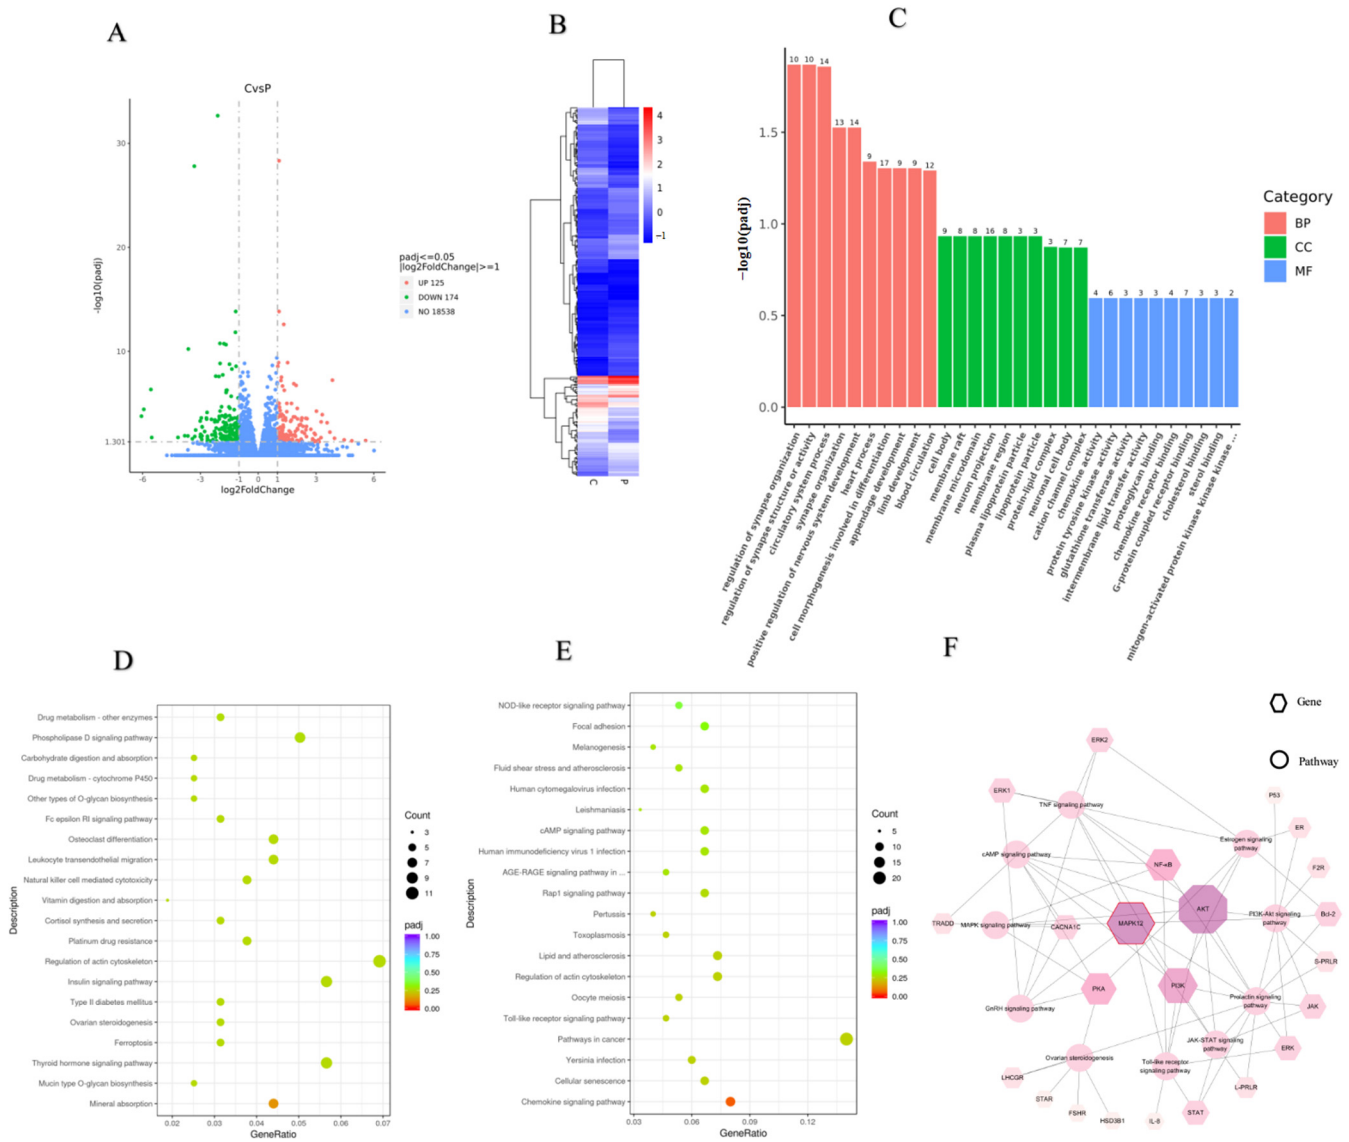 A
CvsP
-log10(padj)
30
20
10
1.301
-6
-3
-1
0
1
3
6
log2FoldChange
padj<=0.05
|log2FoldChange|>=1
UP 125
DOWN 174
NO 18538
B
4
3
2
1
0
−1
C
P
C
−log10(padj)
1.5
1.0
0.5
0.0
10
10
14
13
14
9
17
9
9
12
9
8
8
16
8
3
3
3
7
7
4
6
3
3
3
4
7
3
3
2
regulation of synapse organization
regulation of synapse structure or activity
circulatory system process
synapse organization
positive regulation of nervous system development
heart process
cell morphogenesis involved in differentiation
appendage development
limb development
blood circulation
cell body
membrane raft
membrane microdomain
neuron projection
membrane region
plasma lipoprotein particle
lipoprotein particle
protein-lipid complex
neuronal cell body
cation channel complex
chemokine activity
protein tyrosine kinase activity
glutathione transferase activity
intermembrane lipid transfer activity
proteoglycan binding
chemokine receptor binding
G-protein coupled receptor binding
cholesterol binding
sterol binding
mitogen-activated protein kinase kinase ...
Category
BP
CC
MF
D
Description
Drug metabolism - other enzymes
Phospholipase D signaling pathway
Carbohydrate digestion and absorption
Drug metabolism - cytochrome P450
Other types of O-glycan biosynthesis
Fc epsilon RI signaling pathway
Osteoclast differentiation
Leukocyte transendothelial migration
Natural killer cell mediated cytotoxicity
Vitamin digestion and absorption
Cortisol synthesis and secretion
Platinum drug resistance
Regulation of actin cytoskeleton
Insulin signaling pathway
Type II diabetes mellitus
Ovarian steroidogenesis
Ferroptosis
Thyroid hormone signaling pathway
Mucin type O-glycan biosynthesis
Mineral absorption
0.02
0.03
0.04
0.05
0.06
0.07
GeneRatio
Count
3
5
7
9
11
padj
1.00
0.75
0.50
0.25
0.00
E
Description
NOD-like receptor signaling pathway
Focal adhesion
Melanogenesis
Fluid shear stress and atherosclerosis
Human cytomegalovirus infection
Leishmaniasis
cAMP signaling pathway
Human immunodeficiency virus 1 infection
AGE-RAGE signaling pathway in ...
Rap1 signaling pathway
Pertussis
Toxoplasmosis
Lipid and atherosclerosis
Regulation of actin cytoskeleton
Oocyte meiosis
Toll-like receptor signaling pathway
Pathways in cancer
Yersinia infection
Cellular senescence
Chemokine signaling pathway
0.03
0.06
0.09
0.12
GeneRatio
Count
5
10
15
20
padj
1.00
0.75
0.50
0.25
0.00
F
Gene
Pathway
ERK2
ERK1
TNF signaling pathway
P53
ER
Estrogen signaling
pathway
cAMP signaling pathway
NF-κB
F2R
AKT
MAPK12
PI3K-Akt signaling
pathway
Bcl-2
TRADD
MAPK signaling pathway
CACNA1C
S-PRLR
PKA
PI3K
Prolactin signaling
pathway
JAK
GnRH signaling pathway
JAK-STAT signaling
pathway
ERK
Ovarian steroidogenesis
Toll-like receptor
signaling pathway
LHCGR
L-PRLR
STAR
FSHR
HSD3B1
IL-8
STAT